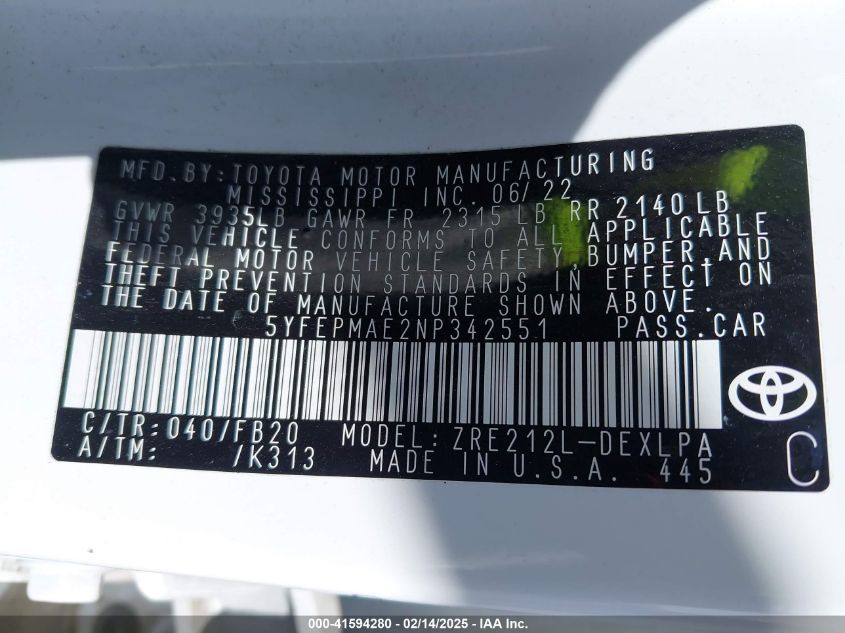 MFD. BY: TOYOTA MOTOR MANUFACTURING
MISSISSIPPI INC. 06/22
GVWR 3935LB GAWR FR 2315 LB RR 2140 LB
THIS VEHICLE CONFORMS TO ALL APPLICABLE
FEDERAL MOTOR VEHICLE SAFETY, BUMPER, AND
THEFT PREVENTION STANDARDS IN EFFECT ON
THE DATE OF MANUFACTURE SHOWN ABOVE.
5YFEPMAE2NP342551 PASS.CAR
C/TR: 040/FB20 MODEL: ZRE212L-DEXLPA
A/TM: /K313 MADE IN U.S.A. 445
C
000-41594280 - 02/14/2025 - COPYRIGHT IAA, LLC.